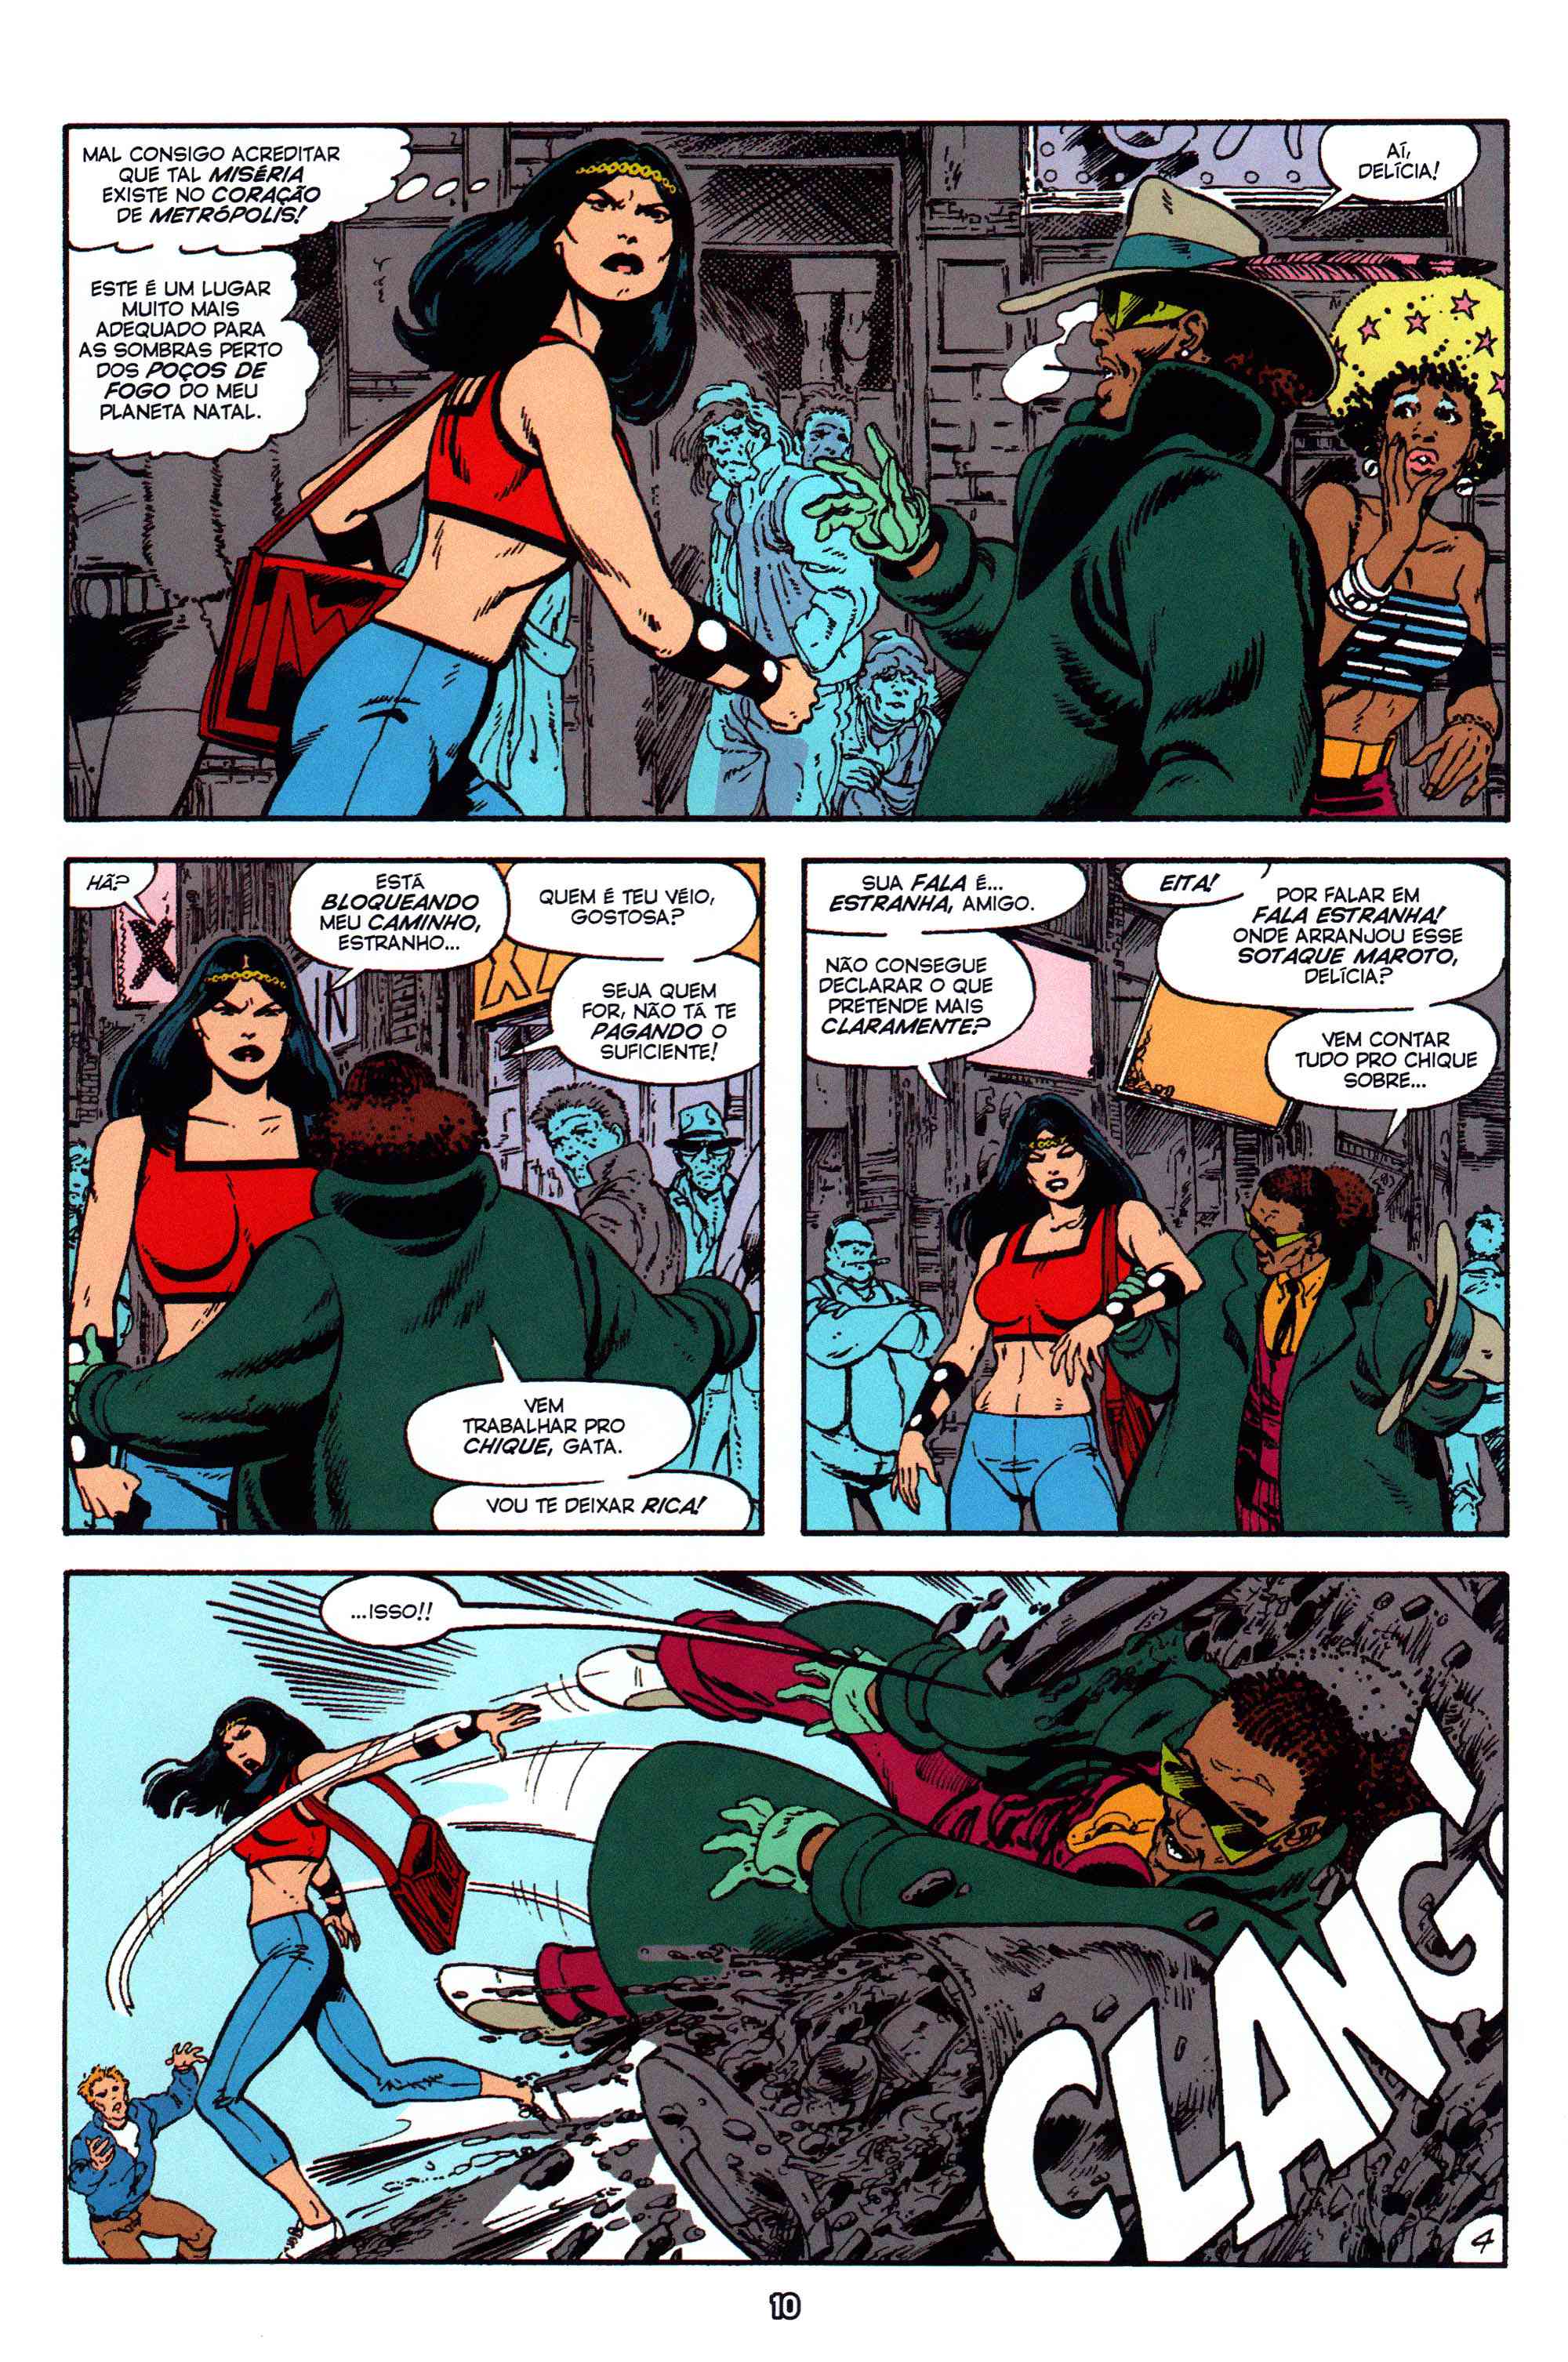 MAL CONSIGO ACREDITAR
QUE TAL MISÉRIA
EXISTE NO CORAÇÃO
DE METRÓPOLIS!
ESTE É UM LUGAR
MUITO MAIS
ADEQUADO PARA
AS SOMBRAS PERTO
DOS POÇOS DE
FOGO DO MEU
PLANETA NATAL.
AÍ,
DELÍCIA!
HÃ?
ESTÁ
BLOQUEANDO
MEU CAMINHO,
ESTRANHO...
QUEM É TEU VÉIO,
GOSTOSA?
SEJA QUEM
FOR, NÃO TÁ TE
PAGANDO O
SUFICIENTE!
VEM
TRABALHAR PRO
CHIQUE, GATA.
VOU TE DEIXAR RICA!
SUA FALA É...
ESTRANHA, AMIGO.
NÃO CONSEGUE
DECLARAR O QUE
PRETENDE MAIS
CLARAMENTE?
EITA!
POR FALAR EM
FALA ESTRANHA!
ONDE ARRANJOU ESSE
SOTAQUE MAROTO,
DELÍCIA?
VEM CONTAR
TUDO PRO CHIQUE
SOBRE...
...ISSO!!
CLANG!
4
10